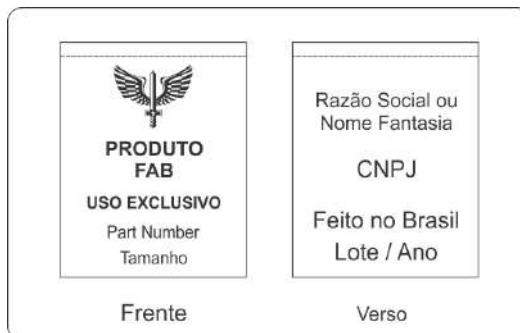 PRODUTO
FAB
USO EXCLUSIVO
Part Number
Tamanho
Frente
Razão Social ou
Nome Fantasia
CNPJ
Feito no Brasil
Lote / Ano
Verso